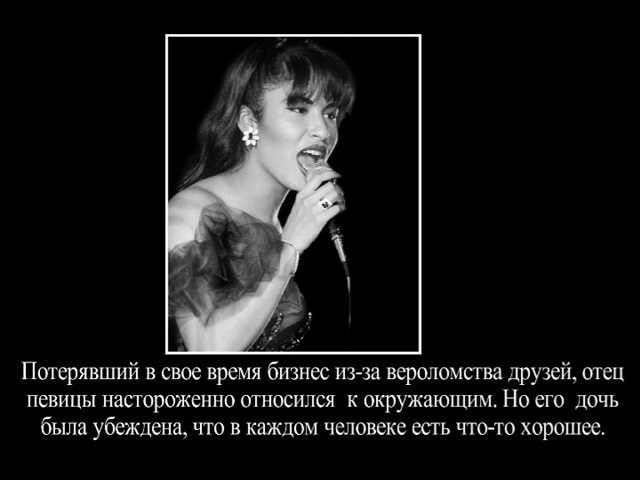 Потерявший в свое время бизнес из-за вероломства друзей, отец
певицы настороженно относился  к окружающим. Но его  дочь
была убеждена, что в каждом человеке есть что-то хорошее.